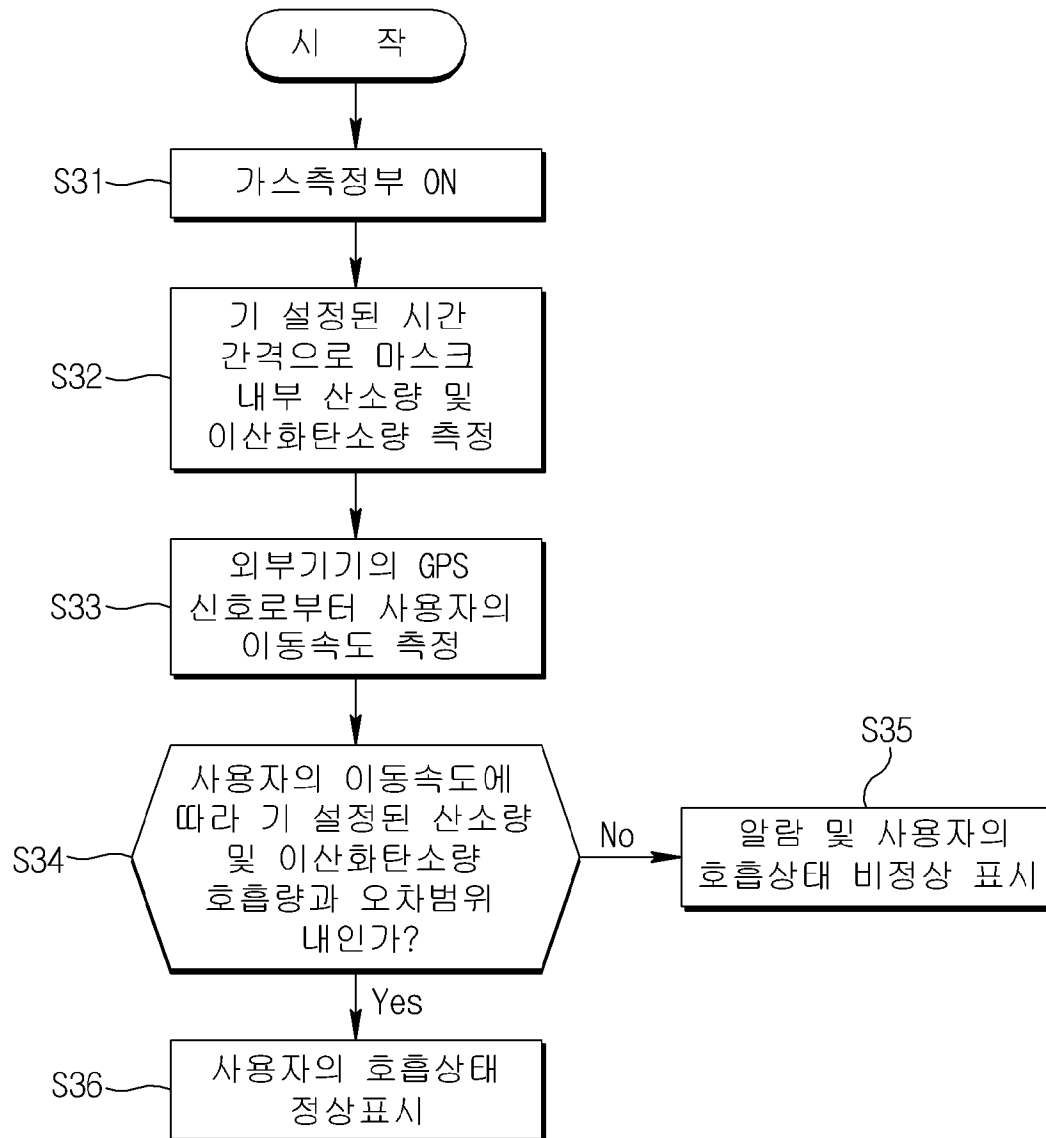 시 작
S31
가스측정부 ON
S32
기 설정된 시간
간격으로 마스크
내부 산소량 및
이산화탄소량 측정
S33
외부기기의 GPS
신호로부터 사용자의
이동속도 측정
S34
사용자의 이동속도에
따라 기 설정된 산소량
및 이산화탄소량
호흡량과 오차범위
내인가?
No
S35
알람 및 사용자의
호흡상태 비정상 표시
Yes
S36
사용자의 호흡상태
정상표시